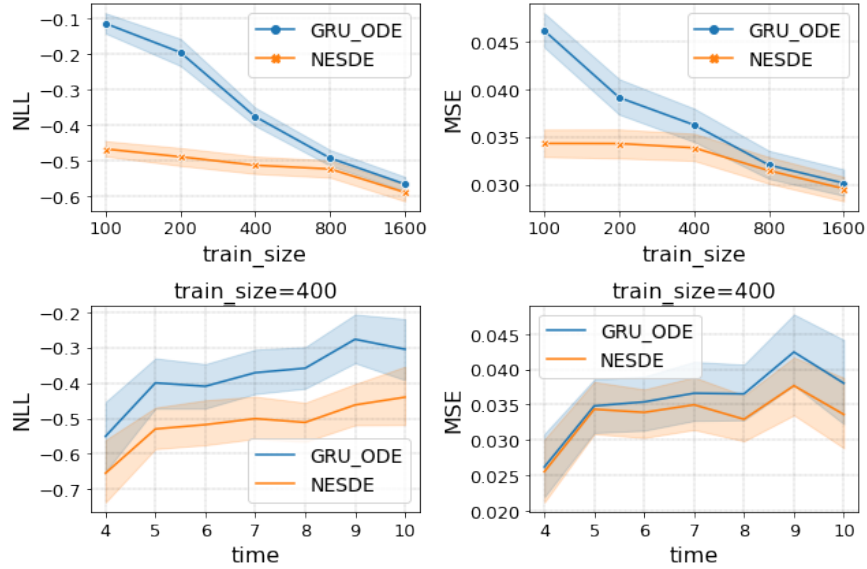 −0.1
−0.2
−0.3
−0.4
−0.5
−0.6
NLL
GRU_ODE
NESDE
100
200
400
800
1600
train_size
0.045
0.040
0.035
0.030
MSE
GRU_ODE
NESDE
100
200
400
800
1600
train_size
train_size=400
−0.2
−0.3
−0.4
−0.5
−0.6
−0.7
NLL
GRU_ODE
NESDE
4
5
6
7
8
9
10
time
train_size=400
0.045
0.040
0.035
0.030
0.025
0.020
MSE
GRU_ODE
NESDE
4
5
6
7
8
9
10
time